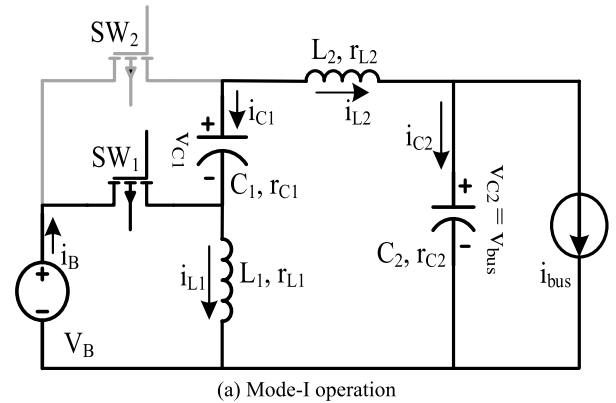 SW2
L2, rL2
iC1
iL2
+
vC1
-
iC2
SW1
C1, rC1
+
vC2 = vbus
-
iB
iL1
L1, rL1
C2, rC2
ibus
+
-
VB
(a) Mode-I operation